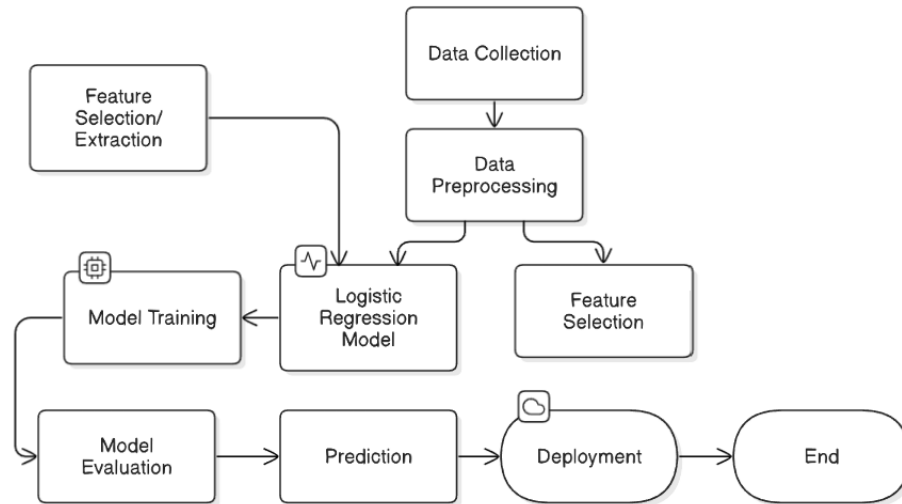 Data Collection
Feature
Selection/
Extraction
Data
Preprocessing
Model Training
Logistic
Regression
Model
Feature
Selection
Model
Evaluation
Prediction
Deployment
End